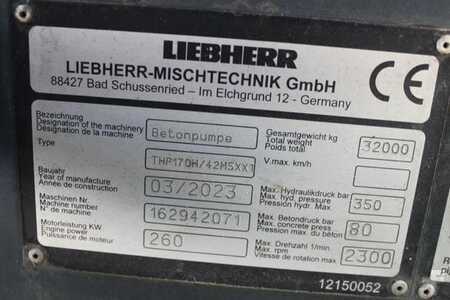 LIEBHERR
LIEBHERR-MISCHTECHNIK GmbH
88427 Bad Schussenried – Im Elchgrund 12 - Germany
CE
Bezeichnung
Designation of the machinery
Désignation de la machine
Betonpumpe
Gesamtgewicht kg
Total weight
Poids total
32000
Type
THP170H/42M5XXT
V.max. km/h
Baujahr
Year of manufacture
Année de construction
03/2023
Max. Hydraulikdruck bar
Max. hyd. pressure
Pression hydr. Max.
350
Maschinen Nr.
Machine number
N° de machine
162942071
Max. Betondruck bar
Max. concrete press
Pression max. du béton
80
Motorleistung KW
Engine power
Puissance de moteur
260
Max. Drehzahl 1/min.
Max. rpm
Vitesse de rotation max
2300
12150052